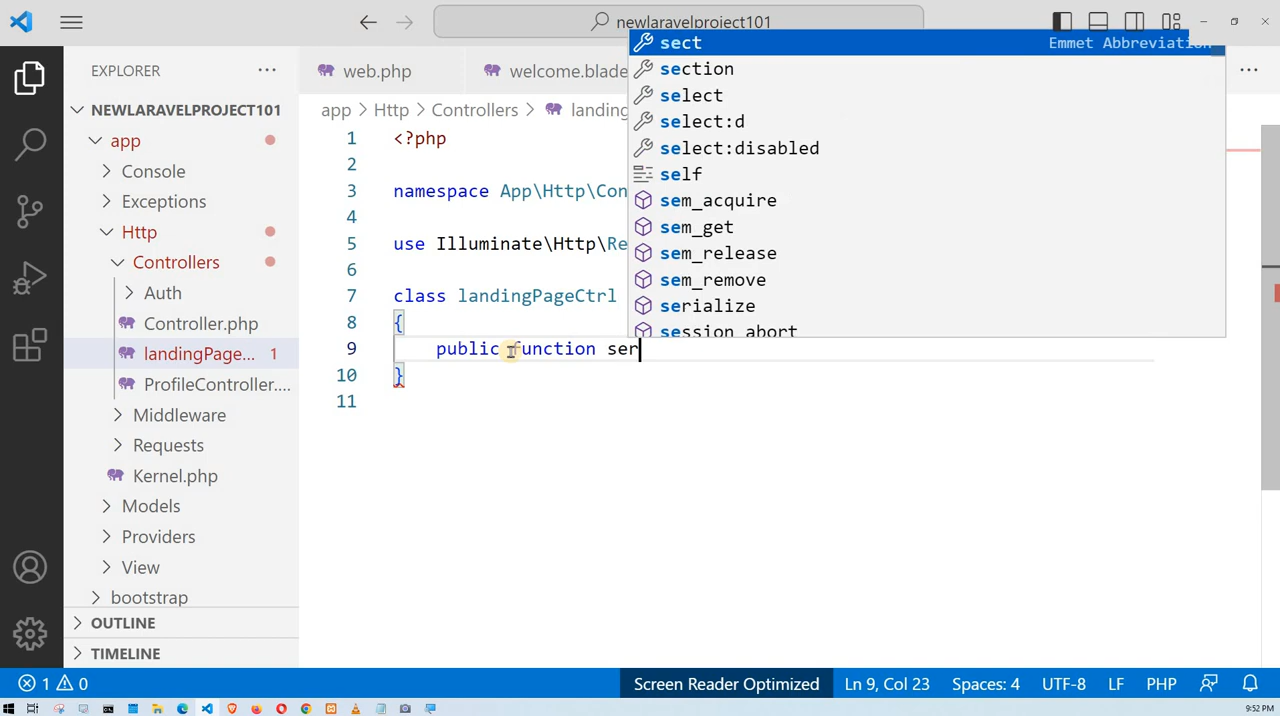 newlaravelproject101
EXPLORER
web.php
welcome.blade
NEWLARAVELPROJECT101
app
Console
Exceptions
Http
Controllers
Auth
Controller.php
landingPage... 1
ProfileController....
Middleware
Requests
Kernel.php
Models
Providers
View
bootstrap
OUTLINE
TIMELINE
app > Http > Controllers > landing
1 <?php
2
3 namespace App\Http\Con
4
5 use Illuminate\Http\Re
6
7 class landingPageCtrl
8 {
9 public function ser
10 }
11
sect Emmet Abbreviation
section
select
select:d
select:disabled
self
sem_acquire
sem_get
sem_release
sem_remove
serialize
session_abort
1 0 Screen Reader Optimized Ln 9, Col 23 Spaces: 4 UTF-8 LF PHP
9:52 PM